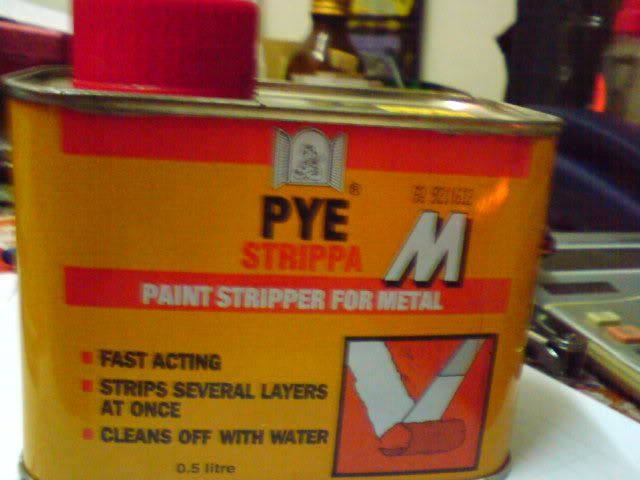 PYE ®
STRIPPA M
PAINT STRIPPER FOR METAL
FAST ACTING
STRIPS SEVERAL LAYERS
AT ONCE
CLEANS OFF WITH WATER
0.5 litre